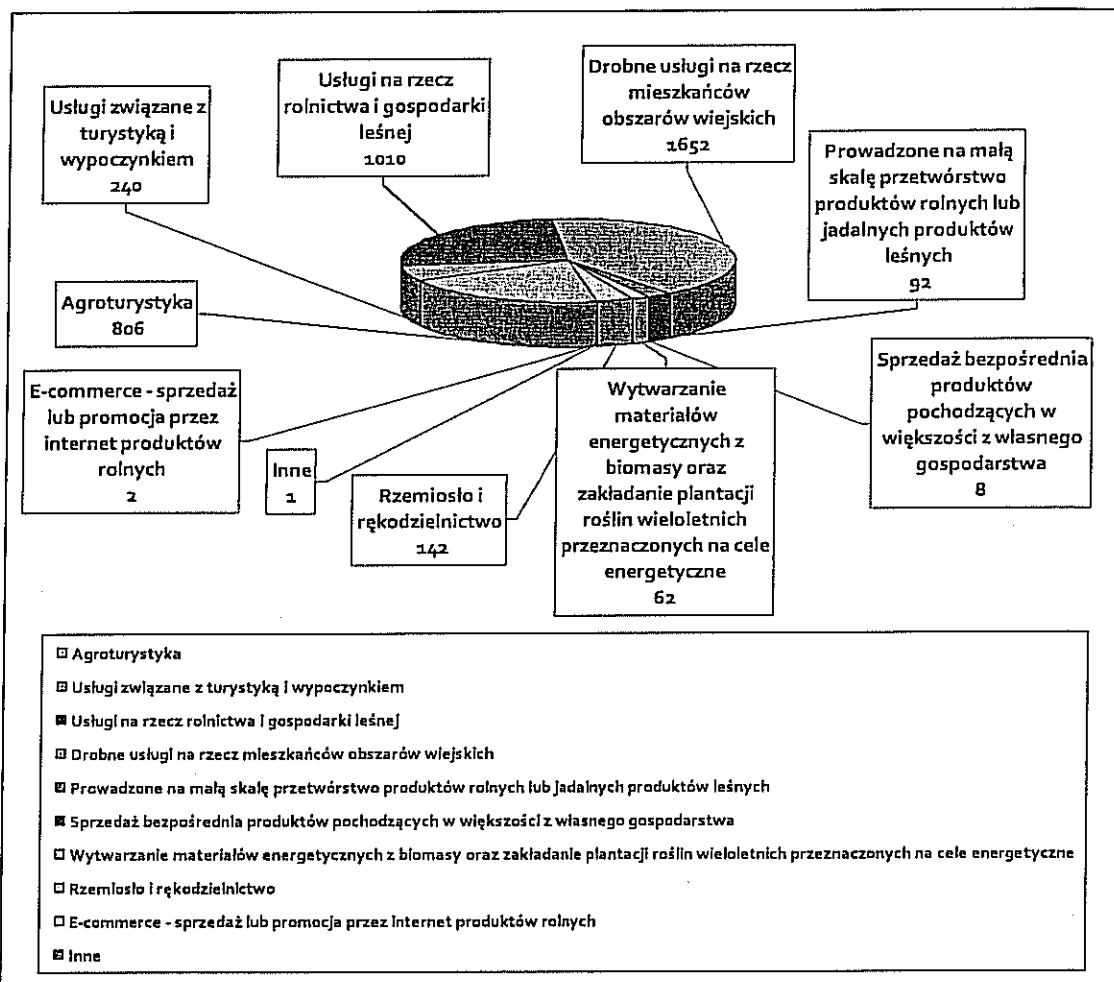 Usługi związane z
turystyką i
wypoczynkiem
240
Usługi na rzecz
rolnictwa i gospodarki
leśnej
1010
Drobne usługi na rzecz
mieszkańców
obszarów wiejskich
1652
Prowadzone na małą
skalę przetwórstwo
produktów rolnych lub
jadalnych produktów
leśnych
92
Agroturystyka
806
E-commerce - sprzedaż
lub promocja przez
internet produktów
rolnych
2
Inne
1
Rzemiosło i
rękodzielnictwo
142
Wytwarzanie
materiałów
energetycznych z
biomasy oraz
zakładanie plantacji
roślin wieloletnich
przeznaczonych na cele
energetyczne
62
Sprzedaż bezpośrednia
produktów
pochodzących w
większości z własnego
gospodarstwa
8
Agroturystyka
Usługi związane z turystyką i wypoczynkiem
Usługi na rzecz rolnictwa i gospodarki leśnej
Drobne usługi na rzecz mieszkańców obszarów wiejskich
Prowadzone na małą skalę przetwórstwo produktów rolnych lub jadalnych produktów leśnych
Sprzedaż bezpośrednia produktów pochodzących w większości z własnego gospodarstwa
Wytwarzanie materiałów energetycznych z biomasy oraz zakładanie plantacji roślin wieloletnich przeznaczonych na cele energetyczne
Rzemiosło i rękodzielnictwo
E-commerce - sprzedaż lub promocja przez internet produktów rolnych
Inne